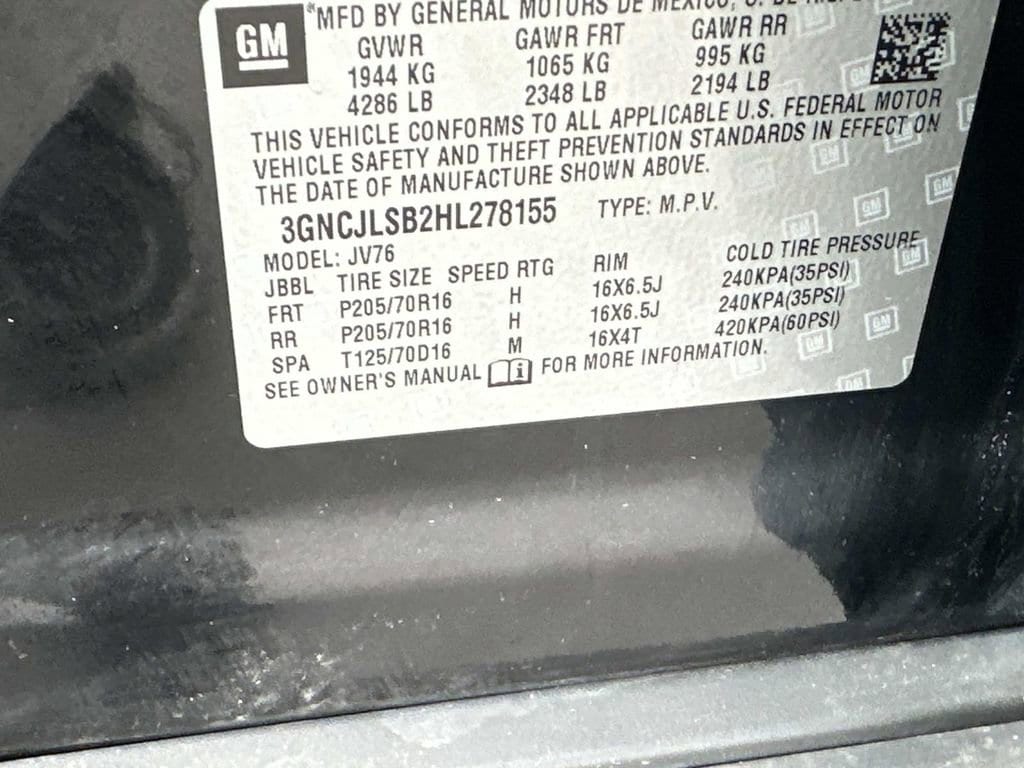 GM
*MFD BY GENERAL MOTORS DE MEXICO, S. DE
GVWR GAWR FRT GAWR RR
1944 KG 1065 KG 995 KG
4286 LB 2348 LB 2194 LB
THIS VEHICLE CONFORMS TO ALL APPLICABLE U.S. FEDERAL MOTOR
VEHICLE SAFETY AND THEFT PREVENTION STANDARDS IN EFFECT ON
THE DATE OF MANUFACTURE SHOWN ABOVE.
3GNCJLSB2HL278155 TYPE: M.P.V.
MODEL: JV76
JBBL TIRE SIZE SPEED RTG RIM COLD TIRE PRESSURE
FRT P205/70R16 H 16X6.5J 240KPA(35PSI)
RR P205/70R16 H 16X6.5J 240KPA(35PSI)
SPA T125/70D16 M 16X4T 420KPA(60PSI)
SEE OWNER'S MANUAL i FOR MORE INFORMATION.